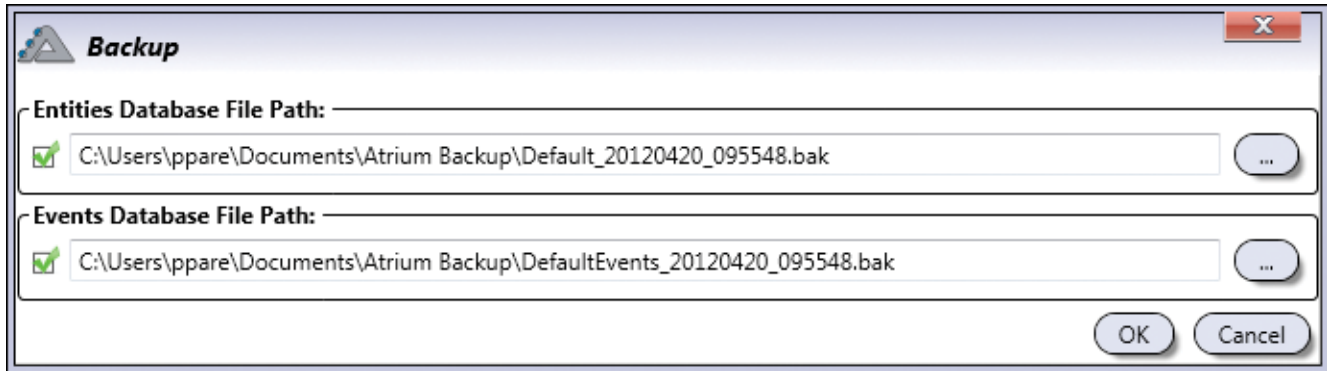 Backup
X
Entities Database File Path:
C:\Users\ppare\Documents\Atrium Backup\Default_20120420_095548.bak
...
Events Database File Path:
C:\Users\ppare\Documents\Atrium Backup\DefaultEvents_20120420_095548.bak
...
OK Cancel